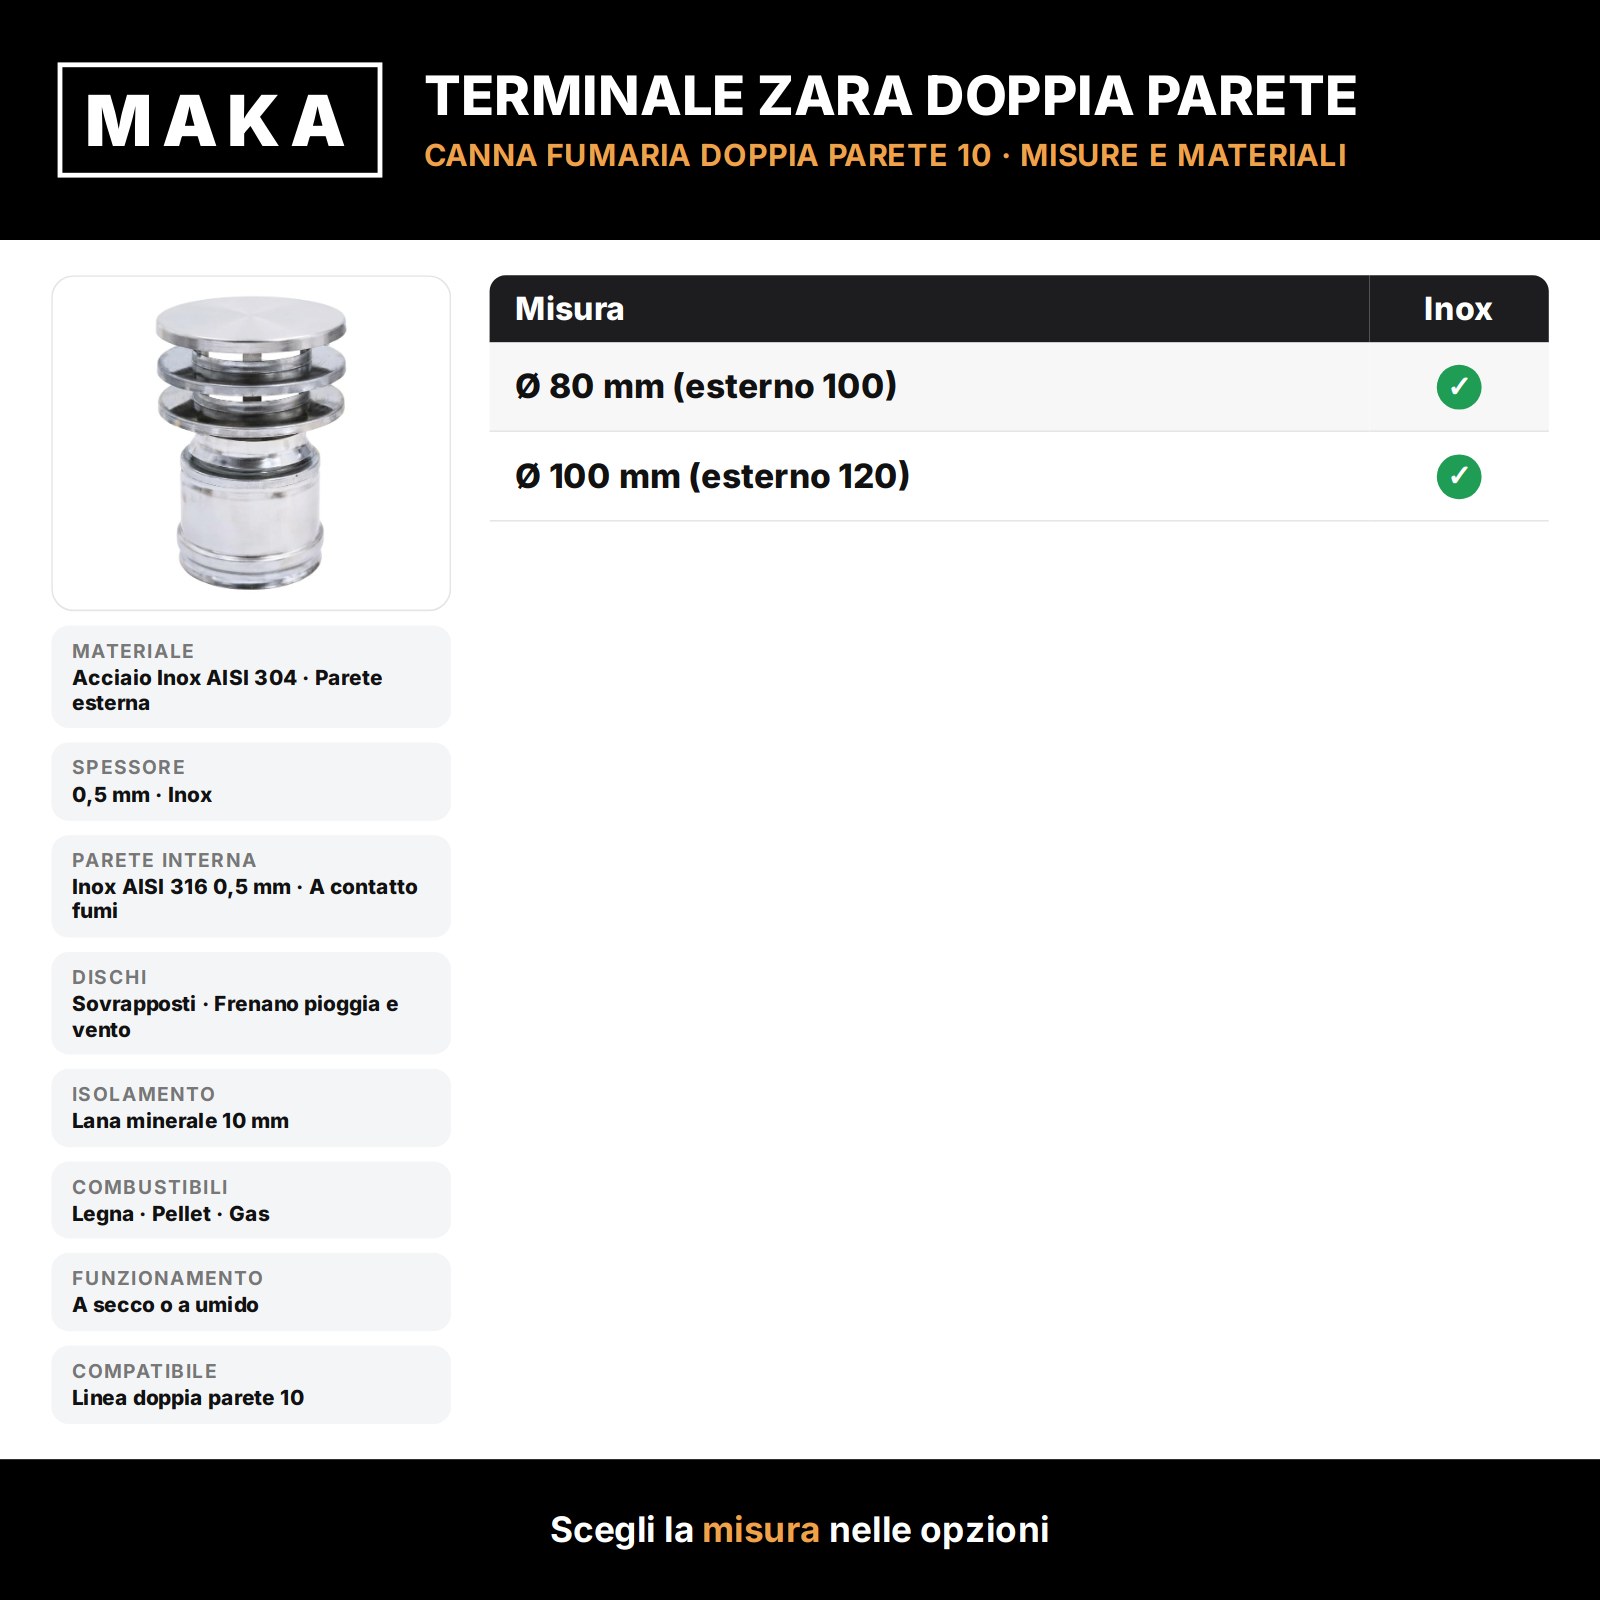 MAKA
TERMINALE ZARA DOPPIA PARETE
CANNA FUMARIA DOPPIA PARETE 10 · MISURE E MATERIALI
Misura Inox
Ø 80 mm (esterno 100) ✓
Ø 100 mm (esterno 120) ✓
MATERIALE
Acciaio Inox AISI 304 · Parete
esterna
SPESSORE
0,5 mm · Inox
PARETE INTERNA
Inox AISI 316 0,5 mm · A contatto
fumi
DISCHI
Sovrapposti · Frenano pioggia e
vento
ISOLAMENTO
Lana minerale 10 mm
COMBUSTIBILI
Legna · Pellet · Gas
FUNZIONAMENTO
A secco o a umido
COMPATIBILE
Linea doppia parete 10
Scegli la misura nelle opzioni